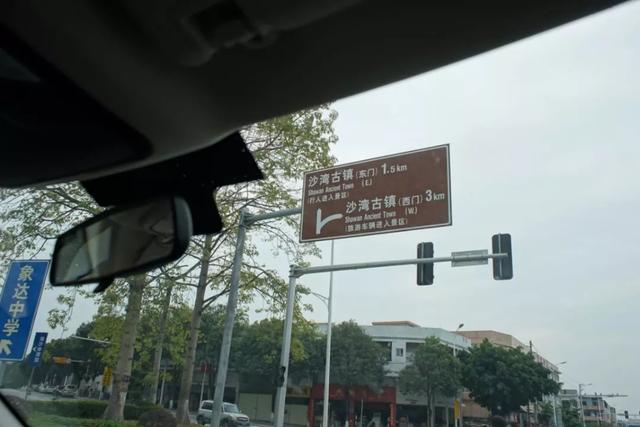 沙湾古镇(东门)1.5km
Shawan Ancient Town (E.)
(行人进入景区)
沙湾古镇(西门)3km
Shawan Ancient Town (W.)
(旅游车辆进入景区)
象达中学